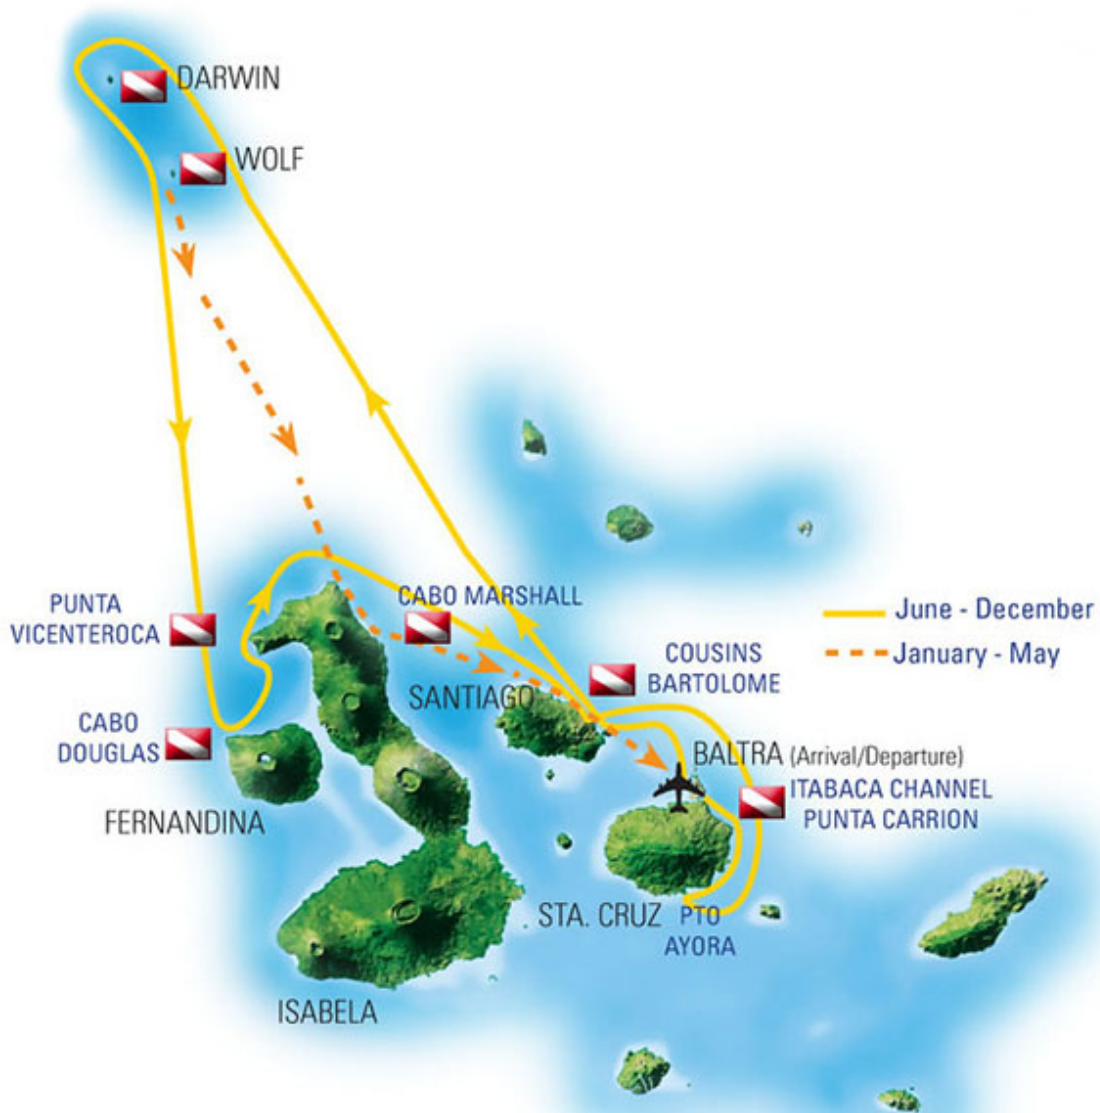 DARWIN
WOLF
PUNTA
VICENTEROCA
CABO MARSHALL
June - December
January - May
COUSINS
BARTOLOME
SANTIAGO
CABO
DOUGLAS
BALTRA (Arrival/Departure)
ITABACA CHANNEL
PUNTA CARRION
FERNANDINA
STA. CRUZ
PTO
AYORA
ISABELA